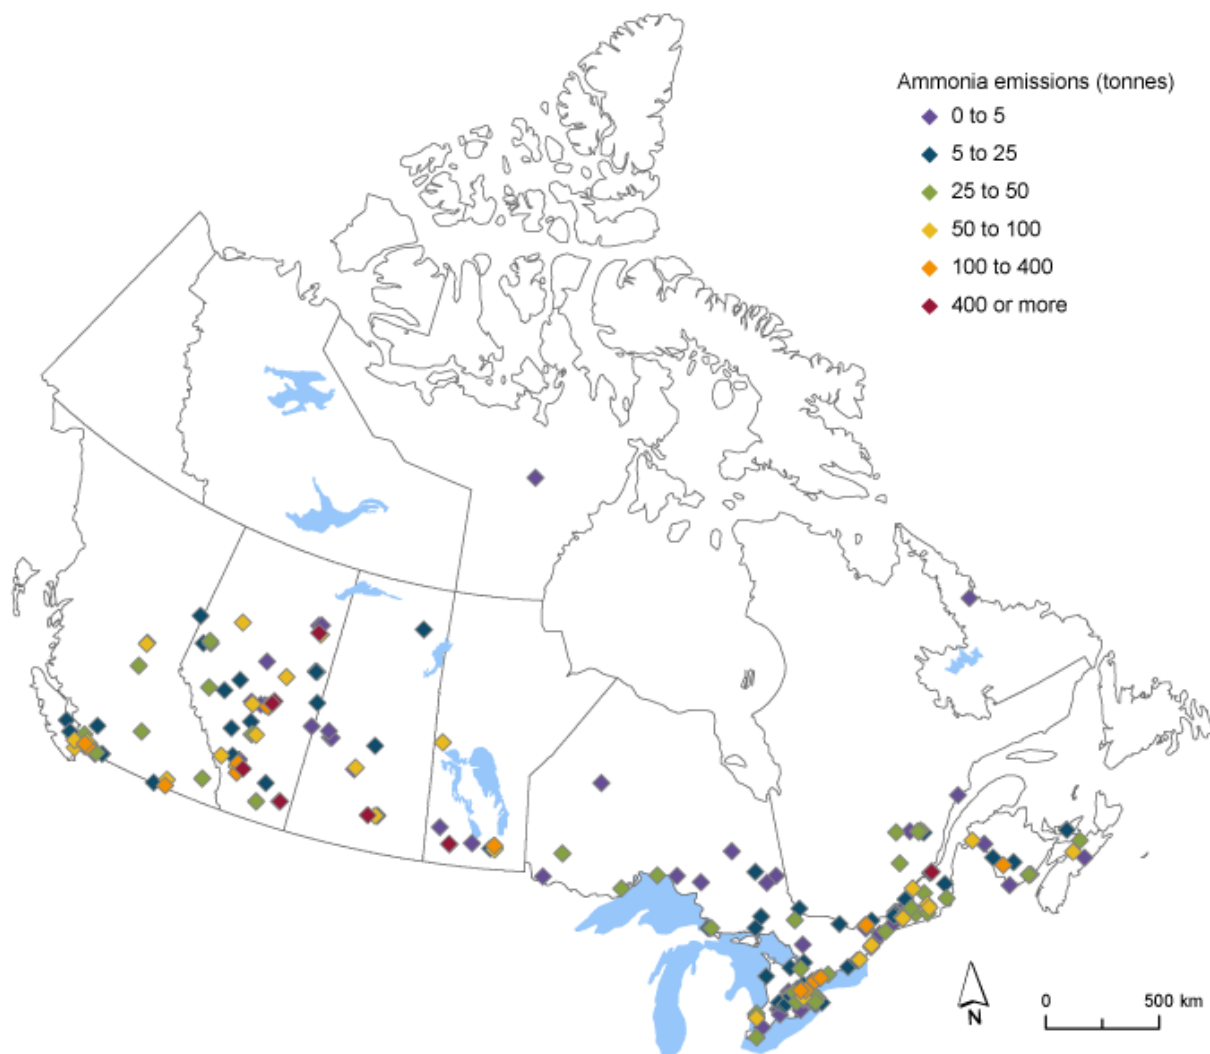 Ammonia emissions (tonnes)
0 to 5
5 to 25
25 to 50
50 to 100
100 to 400
400 or more
N
0 500 km